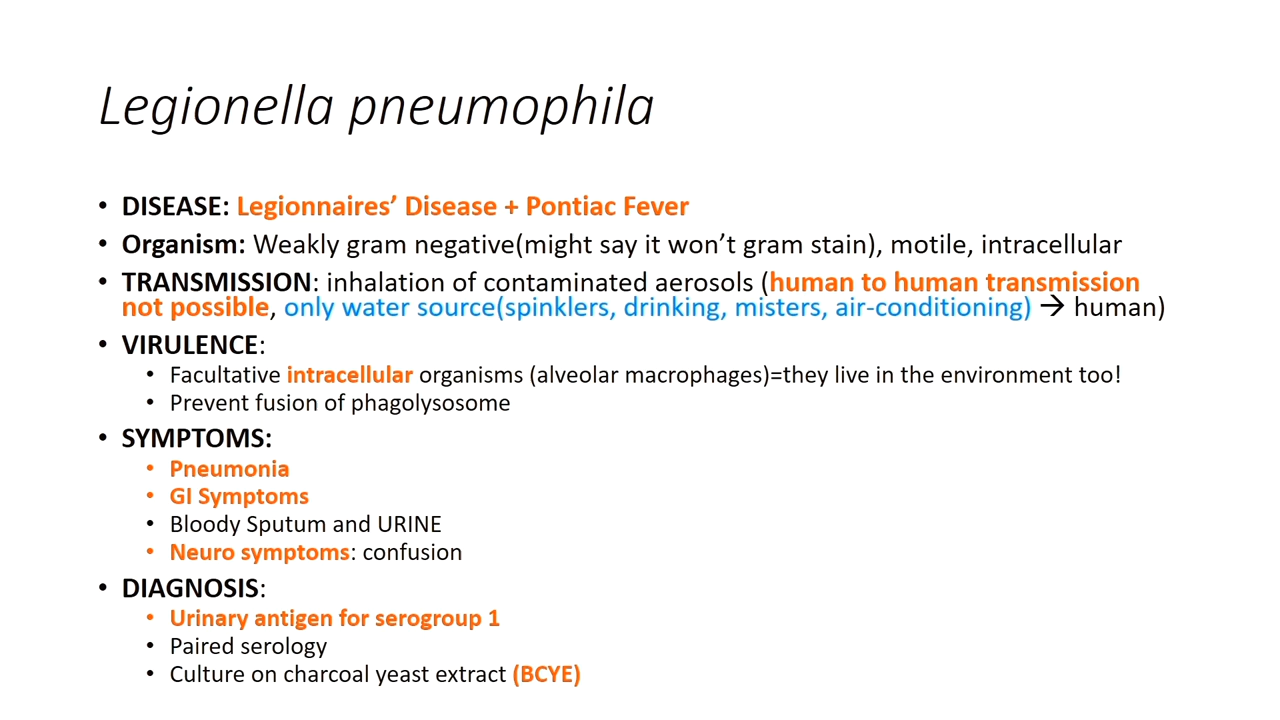 Legionella pneumophila
• DISEASE: Legionnaires’ Disease + Pontiac Fever
• Organism: Weakly gram negative(might say it won’t gram stain), motile, intracellular
• TRANSMISSION: inhalation of contaminated aerosols (human to human transmission
not possible, only water source(spinklers, drinking, misters, air-conditioning) → human)
• VIRULENCE:
• Facultative intracellular organisms (alveolar macrophages)=they live in the environment too!
• Prevent fusion of phagolysosome
• SYMPTOMS:
• Pneumonia
• GI Symptoms
• Bloody Sputum and URINE
• Neuro symptoms: confusion
• DIAGNOSIS:
• Urinary antigen for serogroup 1
• Paired serology
• Culture on charcoal yeast extract (BCYE)